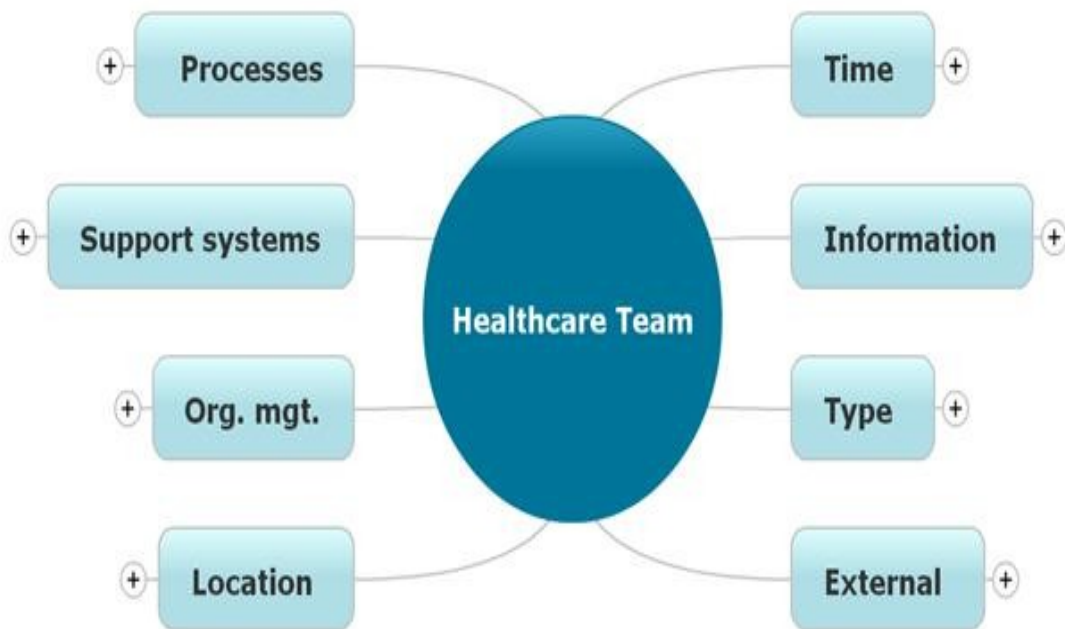 Processes
Time
Support systems
Information
Healthcare Team
Org. mgt.
Type
Location
External